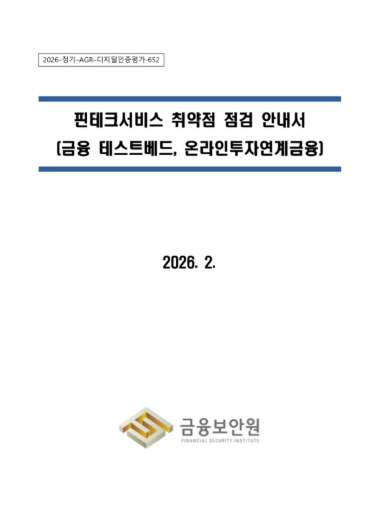 2026-정기-AGR-디지털인증평가-652
핀테크서비스 취약점 점검 안내서
(금융 테스트베드, 온라인투자연계금융)
2026. 2.
금융보안원
FINANCIAL SECURITY INSTITUTE